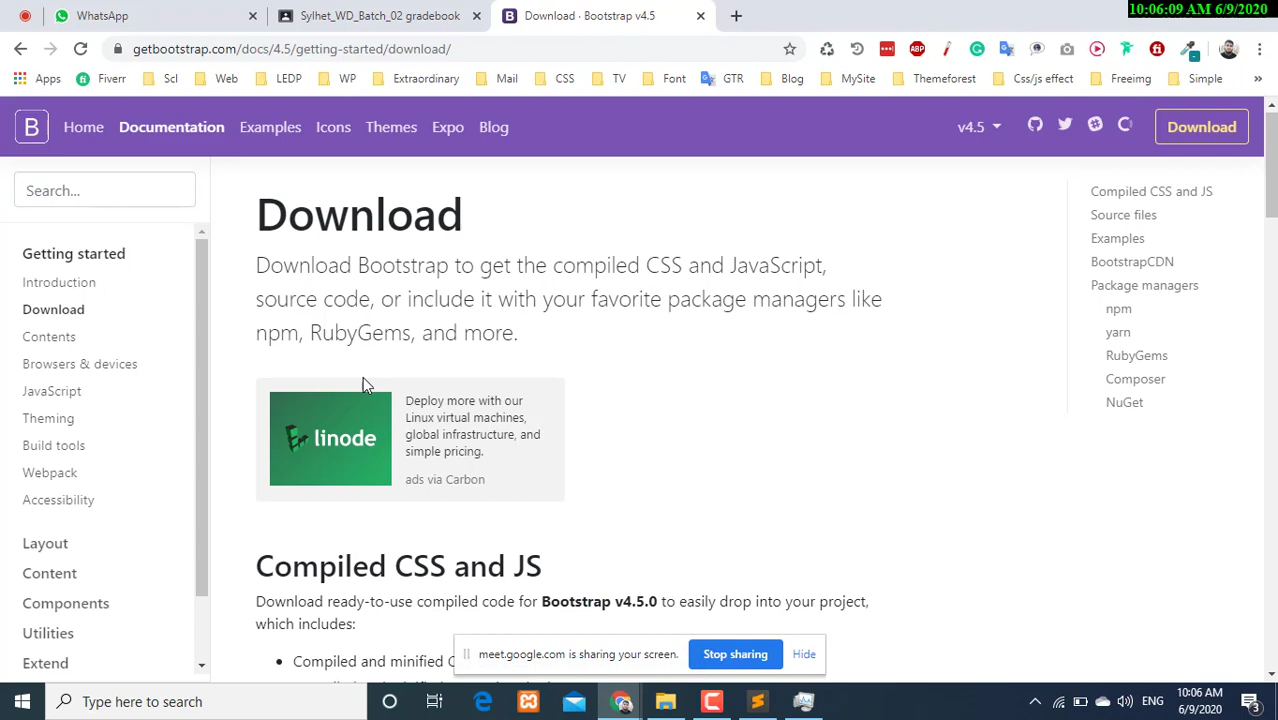 10:06:09 AM 6/9/2020
WhatsApp
Sylhet_WD_Batch_02 gradebook
Download · Bootstrap v4.5
getbootstrap.com/docs/4.5/getting-started/download/
Apps
Fiverr
Scl
Web
LEDP
WP
Extraordinary
Mail
CSS
TV
Font
GTR
Blog
MySite
Themeforest
Css/js effect
Freeimg
Simple
B
Home
Documentation
Examples
Icons
Themes
Expo
Blog
v4.5
Download
Search...
Getting started
Introduction
Download
Contents
Browsers & devices
JavaScript
Theming
Build tools
Webpack
Accessibility
Layout
Content
Components
Utilities
Extend
Download
Download Bootstrap to get the compiled CSS and JavaScript,
source code, or include it with your favorite package managers like
npm, RubyGems, and more.
linode
Deploy more with our
Linux virtual machines,
global infrastructure, and
simple pricing.
ads via Carbon
Compiled CSS and JS
Download ready-to-use compiled code for Bootstrap v4.5.0 to easily drop into your project,
which includes:
Compiled and minified C
Compiled CSS and JS
Source files
Examples
BootstrapCDN
Package managers
npm
yarn
RubyGems
Composer
NuGet
meet.google.com is sharing your screen.
Stop sharing
Hide
Type here to search
ENG
10:06 AM
6/9/2020
3